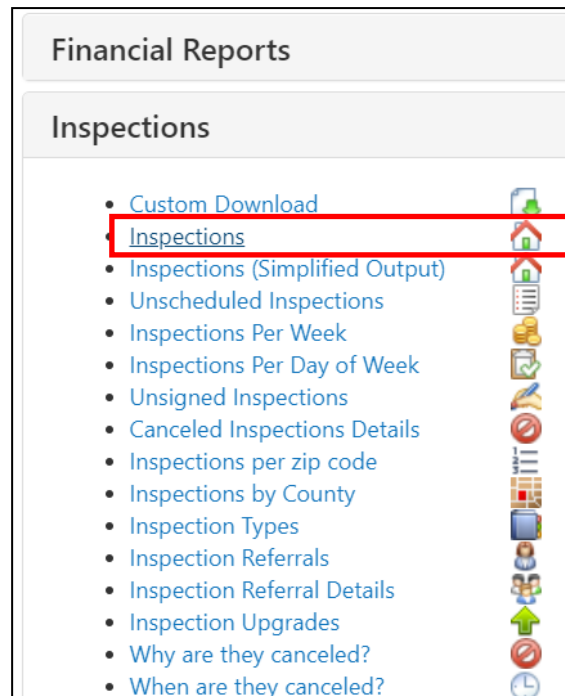 Financial Reports
Inspections
Custom Download
Inspections
Inspections (Simplified Output)
Unscheduled Inspections
Inspections Per Week
Inspections Per Day of Week
Unsigned Inspections
Canceled Inspections Details
Inspections per zip code
Inspections by County
Inspection Types
Inspection Referrals
Inspection Referral Details
Inspection Upgrades
Why are they canceled?
When are they canceled?